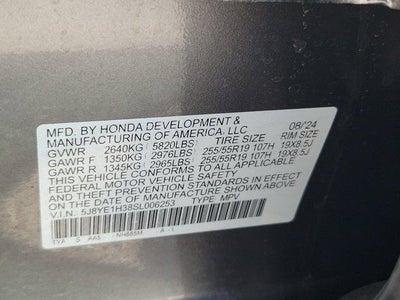 MFD. BY HONDA DEVELOPMENT & 08/24
MANUFACTURING OF AMERICA, LLC
TIRE SIZE RIM SIZE
GVWR 2640KG 5820LBS
GAWR F 1350KG 2976LBS 255/55R19 107H 19X8.5J
GAWR R 1345KG 2965LBS 255/55R19 107H 19X8.5J
THIS VEHICLE CONFORMS TO ALL APPLICABLE
FEDERAL MOTOR VEHICLE SAFETY
AND THEFT PREVENTION STANDARDS IN EFFECT
ON THE DATE OF MANUFACTURE SHOWN ABOVE.
V.I.N. 5J8YE1H38SL006253 TYPE MPV
TYA S AA5 A - L